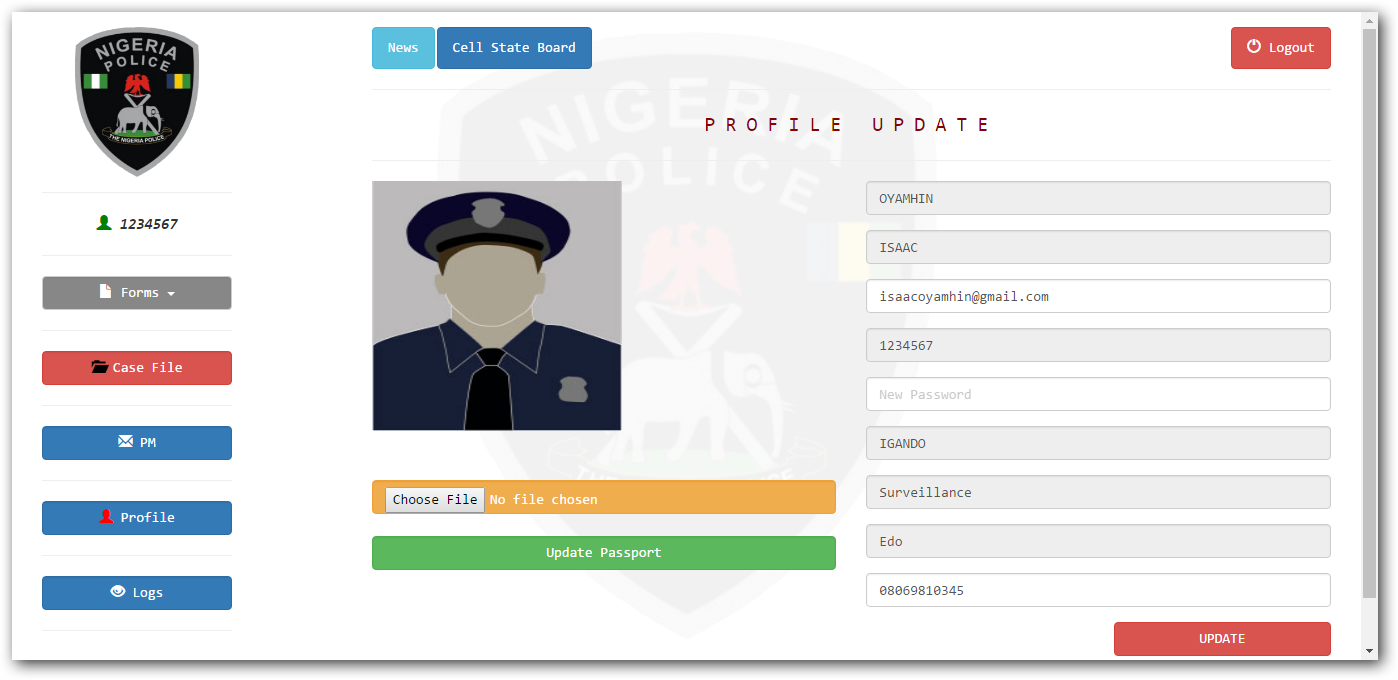 NIGERIA
POLICE
THE NIGERIA POLICE
1234567
Forms
Case File
PM
Profile
Logs
News
Cell State Board
Logout
PROFILE UPDATE
NIGERIA
POLICE
Choose File No file chosen
Update Passport
OYAMHIN
ISAAC
isaacoyamhin@gmail.com
1234567
New Password
IGANDO
Surveillance
Edo
08069810345
UPDATE